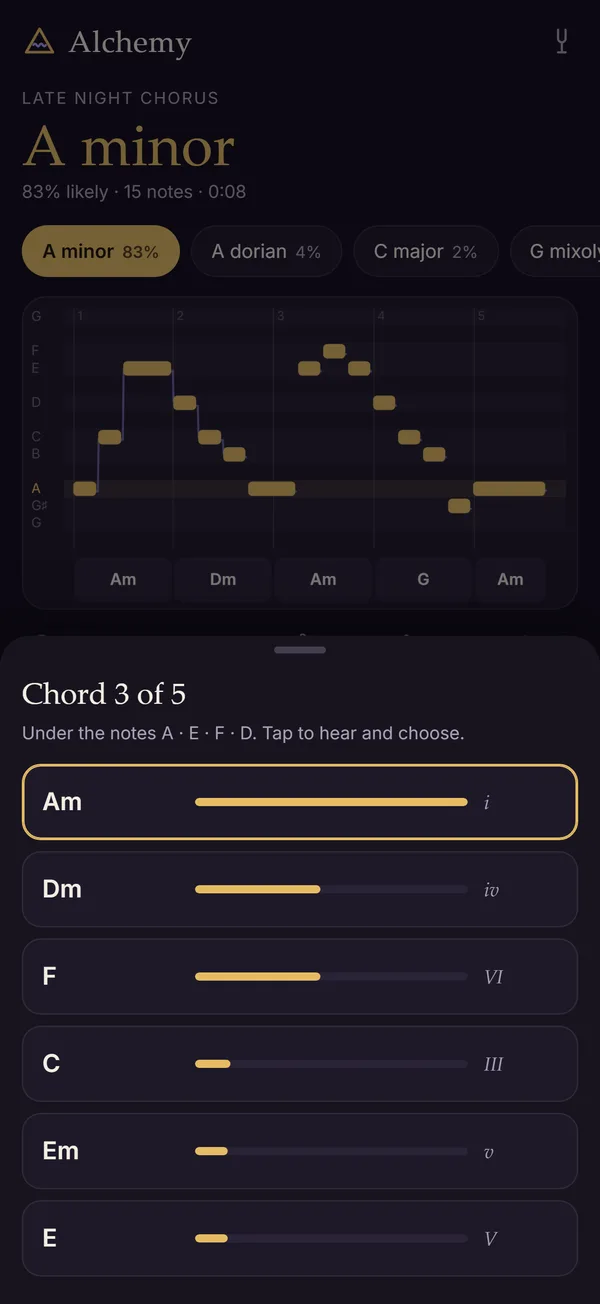 Alchemy
LATE NIGHT CHORUS
A minor
83% likely · 15 notes · 0:08
A minor 83% A dorian 4% C major 2% G
G 1 2 3 4 5
F
E
D
C
B
A
G♯
G
Am Dm Am G Am
Chord 3 of 5
Under the notes A · E · F · D. Tap to hear and choose.
Am i
Dm iv
F VI
C III
Em v
E V